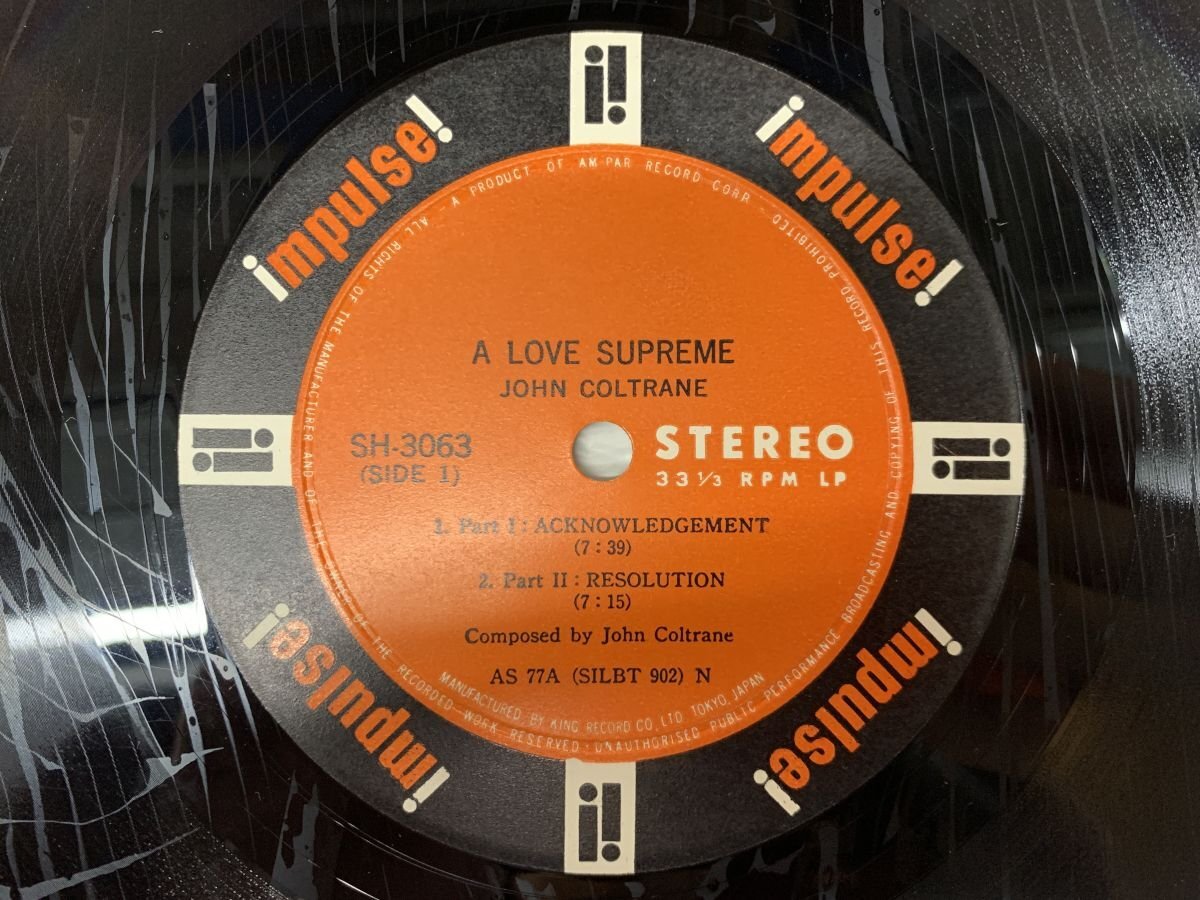 impulse!
impulse!
A PRODUCT OF AM-PAR RECORD CORP. - ALL RIGHTS OF THE MANUFACTURER AND OF THE OWNER OF THE RECORDED WORK RESERVED · UNAUTHORISED PUBLIC PERFORMANCE BROADCASTING AND COPYING OF THIS RECORD PROHIBITED
A LOVE SUPREME
JOHN COLTRANE
SH-3063
(SIDE 1)
STEREO
33 1/3 RPM LP
1. Part I : ACKNOWLEDGEMENT
(7 : 39)
2. Part II : RESOLUTION
(7 : 15)
Composed by John Coltrane
AS 77A (SILBT 902) N
MANUFACTURED BY KING RECORD CO., LTD. TOKYO, JAPAN
impulse!
impulse!